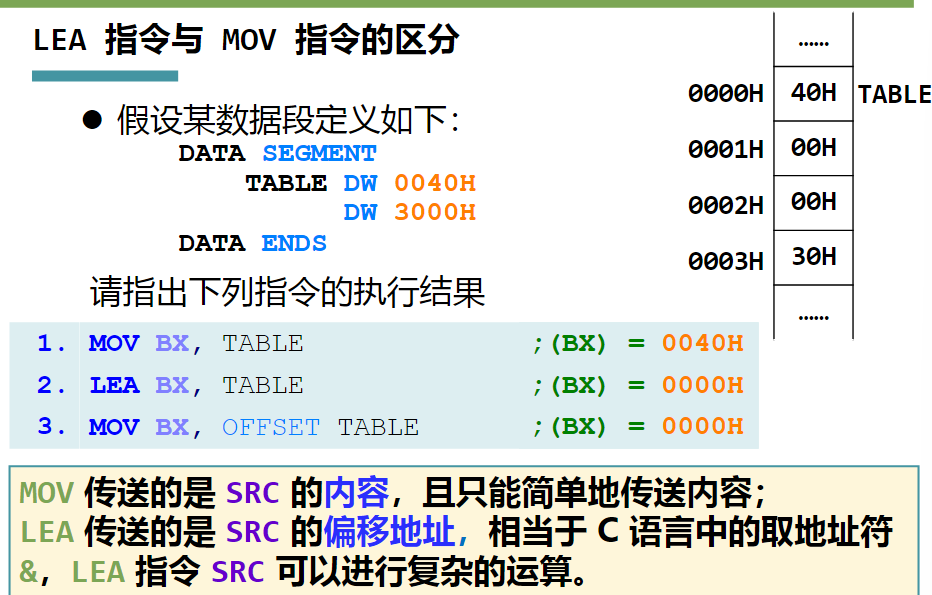 LEA 指令与 MOV 指令的区分
● 假设某数据段定义如下：
DATA SEGMENT
TABLE DW 0040H
DW 3000H
DATA ENDS
请指出下列指令的执行结果
1. MOV BX, TABLE ;(BX) = 0040H
2. LEA BX, TABLE ;(BX) = 0000H
3. MOV BX, OFFSET TABLE ;(BX) = 0000H
……
0000H 40H TABLE
0001H 00H
0002H 00H
0003H 30H
……
MOV 传送的是 SRC 的内容，且只能简单地传送内容；
LEA 传送的是 SRC 的偏移地址，相当于 C 语言中的取地址符
&，LEA 指令 SRC 可以进行复杂的运算。